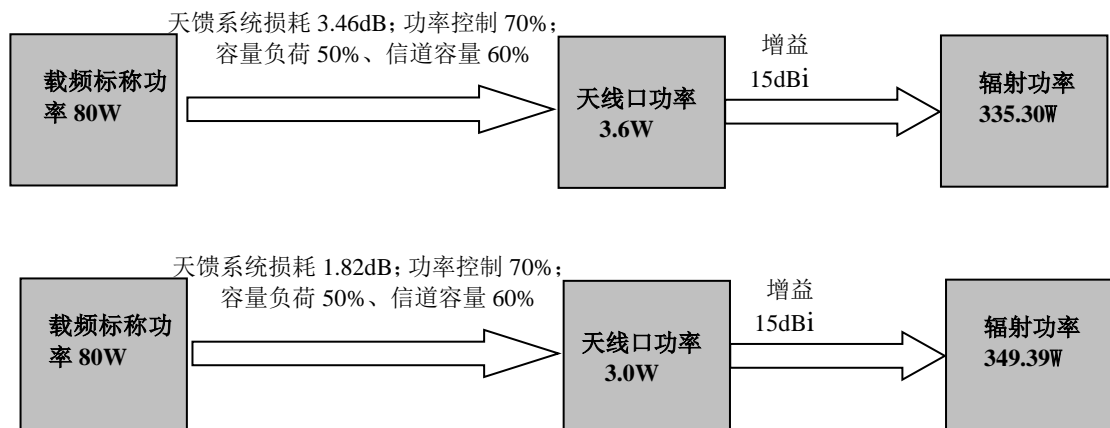 天馈系统损耗 3.46dB；功率控制 70%；
容量负荷 50%、信道容量 60%
载频标称功
率 80W
天线口功率
3.6W
增益
15dBi
辐射功率
335.30W
天馈系统损耗 1.82dB；功率控制 70%；
容量负荷 50%、信道容量 60%
载频标称功
率 80W
天线口功率
3.0W
增益
15dBi
辐射功率
349.39W